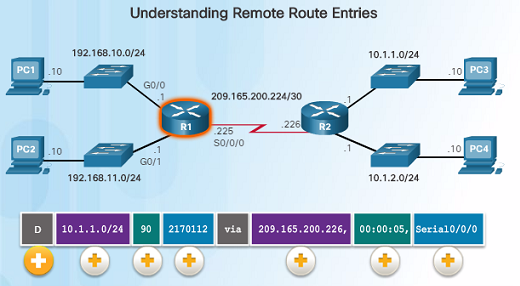 Understanding Remote Route Entries
192.168.10.0/24
10.1.1.0/24
PC1
.10
G0/0
.1
209.165.200.224/30
.1
.10
PC3
R1
.225
S0/0/0
.226
R2
PC2
.10
.1
G0/1
192.168.11.0/24
.1
.10
PC4
10.1.2.0/24
D 10.1.1.0/24 90 2170112 via 209.165.200.226, 00:00:05, Serial0/0/0